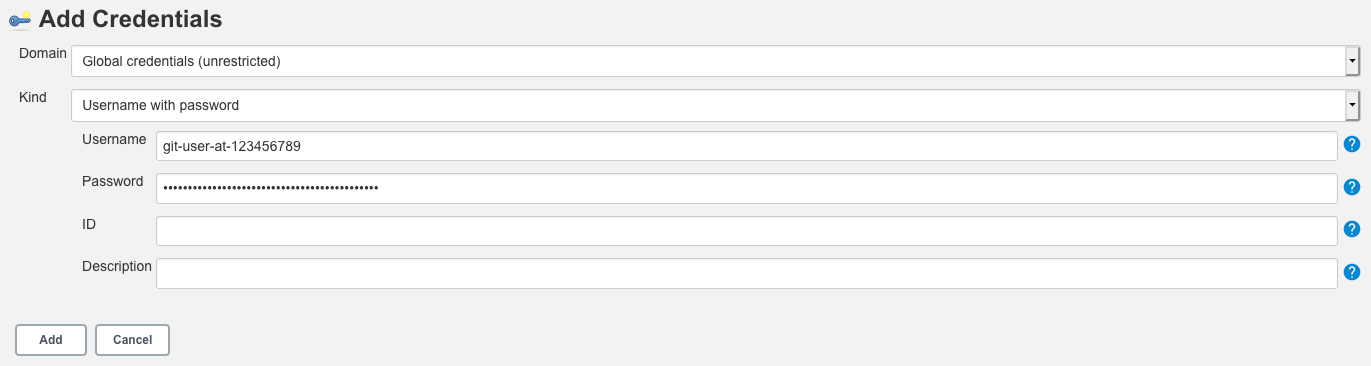 Add Credentials
Domain
Global credentials (unrestricted)
Kind
Username with password
Username
git-user-at-123456789
?
Password
••••••••••••••••••••••••••••••••••••••••••••
?
ID
?
Description
?
Add
Cancel